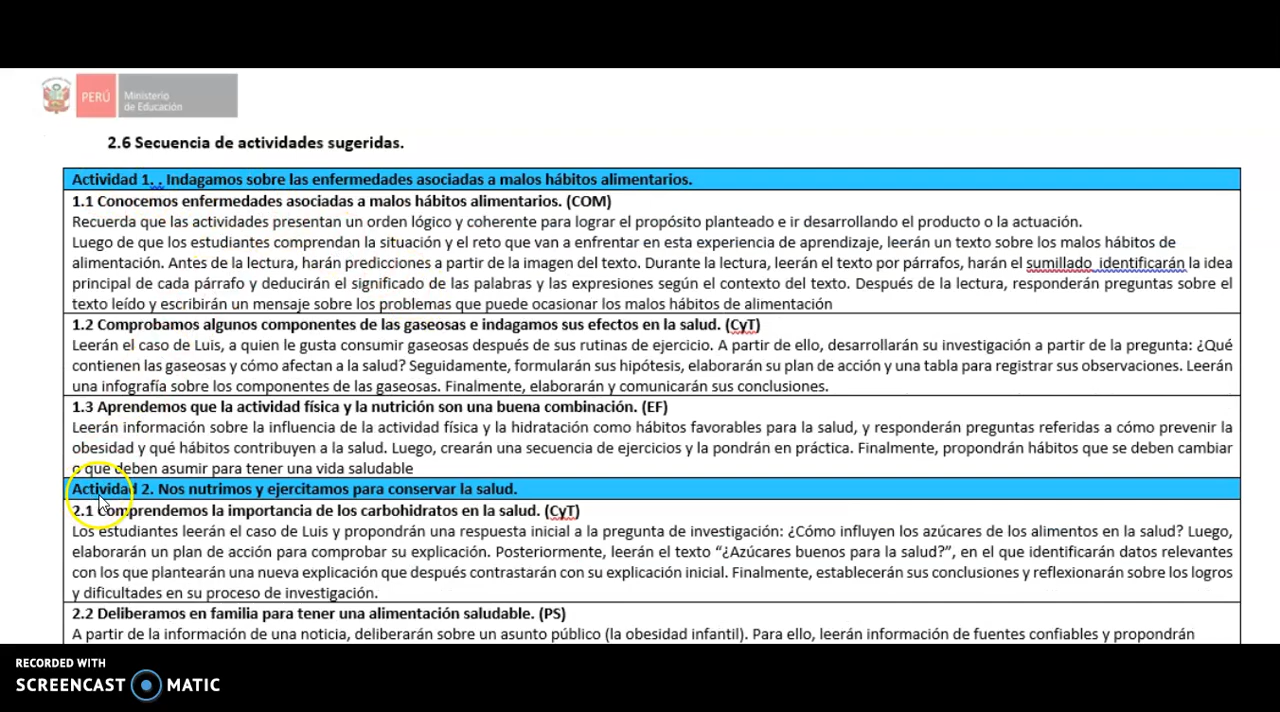 PERÚ
Ministerio
de Educación
2.6 Secuencia de actividades sugeridas.
Actividad 1. . Indagamos sobre las enfermedades asociadas a malos hábitos alimentarios.
1.1 Conocemos enfermedades asociadas a malos hábitos alimentarios. (COM)
Recuerda que las actividades presentan un orden lógico y coherente para lograr el propósito planteado e ir desarrollando el producto o la actuación.
Luego de que los estudiantes comprendan la situación y el reto que van a enfrentar en esta experiencia de aprendizaje, leerán un texto sobre los malos hábitos de
alimentación. Antes de la lectura, harán predicciones a partir de la imagen del texto. Durante la lectura, leerán el texto por párrafos, harán el sumillado identificarán la idea
principal de cada párrafo y deducirán el significado de las palabras y las expresiones según el contexto del texto. Después de la lectura, responderán preguntas sobre el
texto leído y escribirán un mensaje sobre los problemas que puede ocasionar los malos hábitos de alimentación
1.2 Comprobamos algunos componentes de las gaseosas e indagamos sus efectos en la salud. (CyT)
Leerán el caso de Luis, a quien le gusta consumir gaseosas después de sus rutinas de ejercicio. A partir de ello, desarrollarán su investigación a partir de la pregunta: ¿Qué
contienen las gaseosas y cómo afectan a la salud? Seguidamente, formularán sus hipótesis, elaborarán su plan de acción y una tabla para registrar sus observaciones. Leerán
una infografía sobre los componentes de las gaseosas. Finalmente, elaborarán y comunicarán sus conclusiones.
1.3 Aprendemos que la actividad física y la nutrición son una buena combinación. (EF)
Leerán información sobre la influencia de la actividad física y la hidratación como hábitos favorables para la salud, y responderán preguntas referidas a cómo prevenir la
obesidad y qué hábitos contribuyen a la salud. Luego, crearán una secuencia de ejercicios y la pondrán en práctica. Finalmente, propondrán hábitos que se deben cambiar
o que deben asumir para tener una vida saludable
Actividad 2. Nos nutrimos y ejercitamos para conservar la salud.
2.1 Comprendemos la importancia de los carbohidratos en la salud. (CyT)
Los estudiantes leerán el caso de Luis y propondrán una respuesta inicial a la pregunta de investigación: ¿Cómo influyen los azúcares de los alimentos en la salud? Luego,
elaborarán un plan de acción para comprobar su explicación. Posteriormente, leerán el texto “¿Azúcares buenos para la salud?”, en el que identificarán datos relevantes
con los que plantearán una nueva explicación que después contrastarán con su explicación inicial. Finalmente, establecerán sus conclusiones y reflexionarán sobre los logros
y dificultades en su proceso de investigación.
2.2 Deliberamos en familia para tener una alimentación saludable. (PS)
A partir de la información de una noticia, deliberarán sobre un asunto público (la obesidad infantil). Para ello, leerán información de fuentes confiables y propondrán
RECORDED WITH
SCREENCAST MATIC